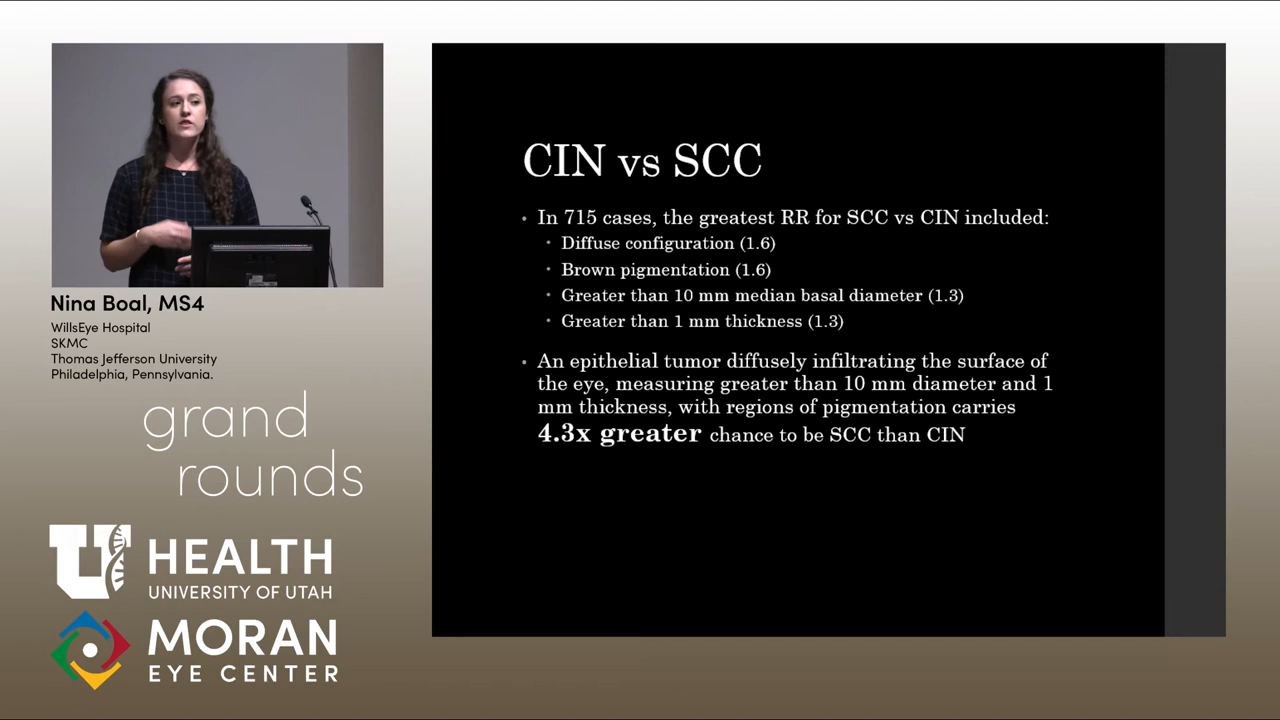 Nina Boal, MS4
WillsEye Hospital
SKMC
Thomas Jefferson University
Philadelphia, Pennsylvania.
grand
rounds
U HEALTH
UNIVERSITY OF UTAH
MORAN
EYE CENTER
CIN vs SCC
• In 715 cases, the greatest RR for SCC vs CIN included:
• Diffuse configuration (1.6)
• Brown pigmentation (1.6)
• Greater than 10 mm median basal diameter (1.3)
• Greater than 1 mm thickness (1.3)
• An epithelial tumor diffusely infiltrating the surface of
the eye, measuring greater than 10 mm diameter and 1
mm thickness, with regions of pigmentation carries
4.3x greater chance to be SCC than CIN